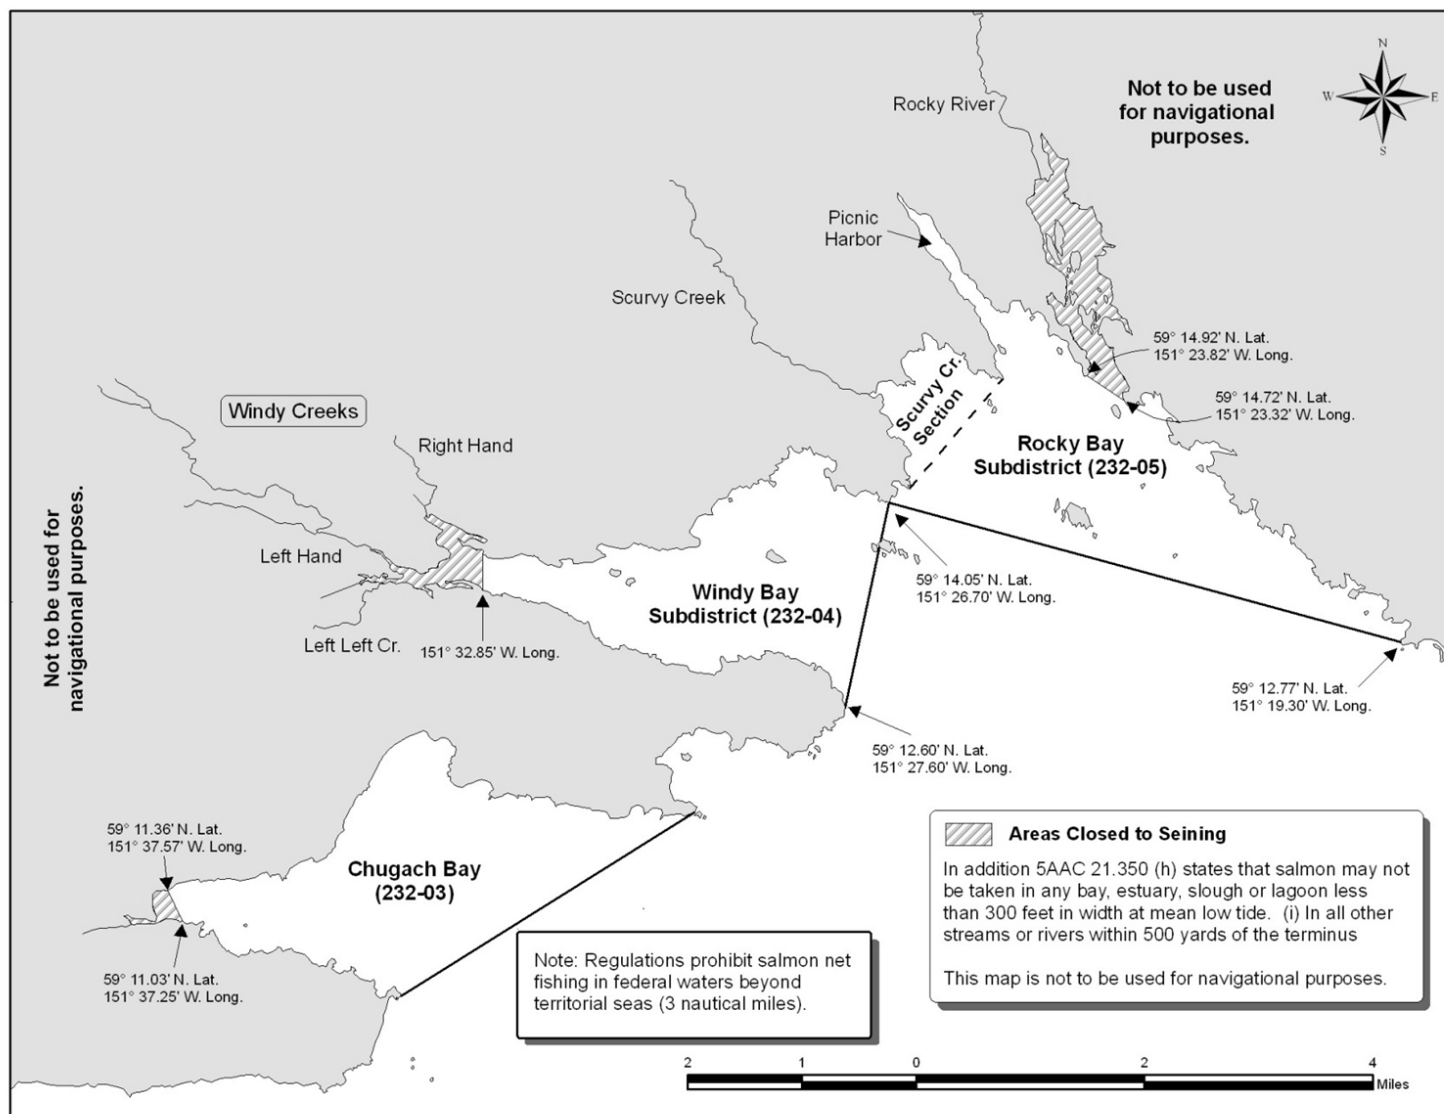 N
W
E
S
Not to be used
for navigational
purposes.
Rocky River
Picnic
Harbor
Scurvy Creek
59° 14.92' N. Lat.
151° 23.82' W. Long.
59° 14.72' N. Lat.
151° 23.32' W. Long.
Scurvy Cr.
Section
Rocky Bay
Subdistrict (232-05)
Windy Creeks
Right Hand
Left Hand
Left Left Cr.
151° 32.85' W. Long.
Not to be used for
navigational purposes.
Windy Bay
Subdistrict (232-04)
59° 14.05' N. Lat.
151° 26.70' W. Long.
59° 12.77' N. Lat.
151° 19.30' W. Long.
59° 12.60' N. Lat.
151° 27.60' W. Long.
59° 11.36' N. Lat.
151° 37.57' W. Long.
Chugach Bay
(232-03)
59° 11.03' N. Lat.
151° 37.25' W. Long.
Note: Regulations prohibit salmon net
fishing in federal waters beyond
territorial seas (3 nautical miles).
Areas Closed to Seining
In addition 5AAC 21.350 (h) states that salmon may not
be taken in any bay, estuary, slough or lagoon less
than 300 feet in width at mean low tide.  (i) In all other
streams or rivers within 500 yards of the terminus
This map is not to be used for navigational purposes.
2 1 0 2 4
Miles